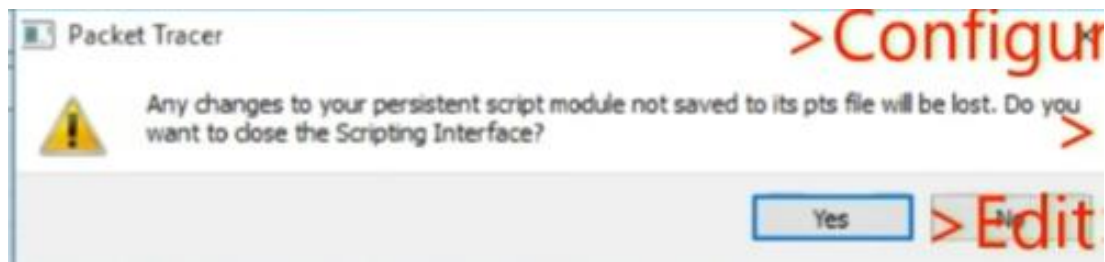 Packet Tracer
>Configur
Any changes to your persistent script module not saved to its pts file will be lost. Do you
want to close the Scripting Interface?
>
Yes
>Edit